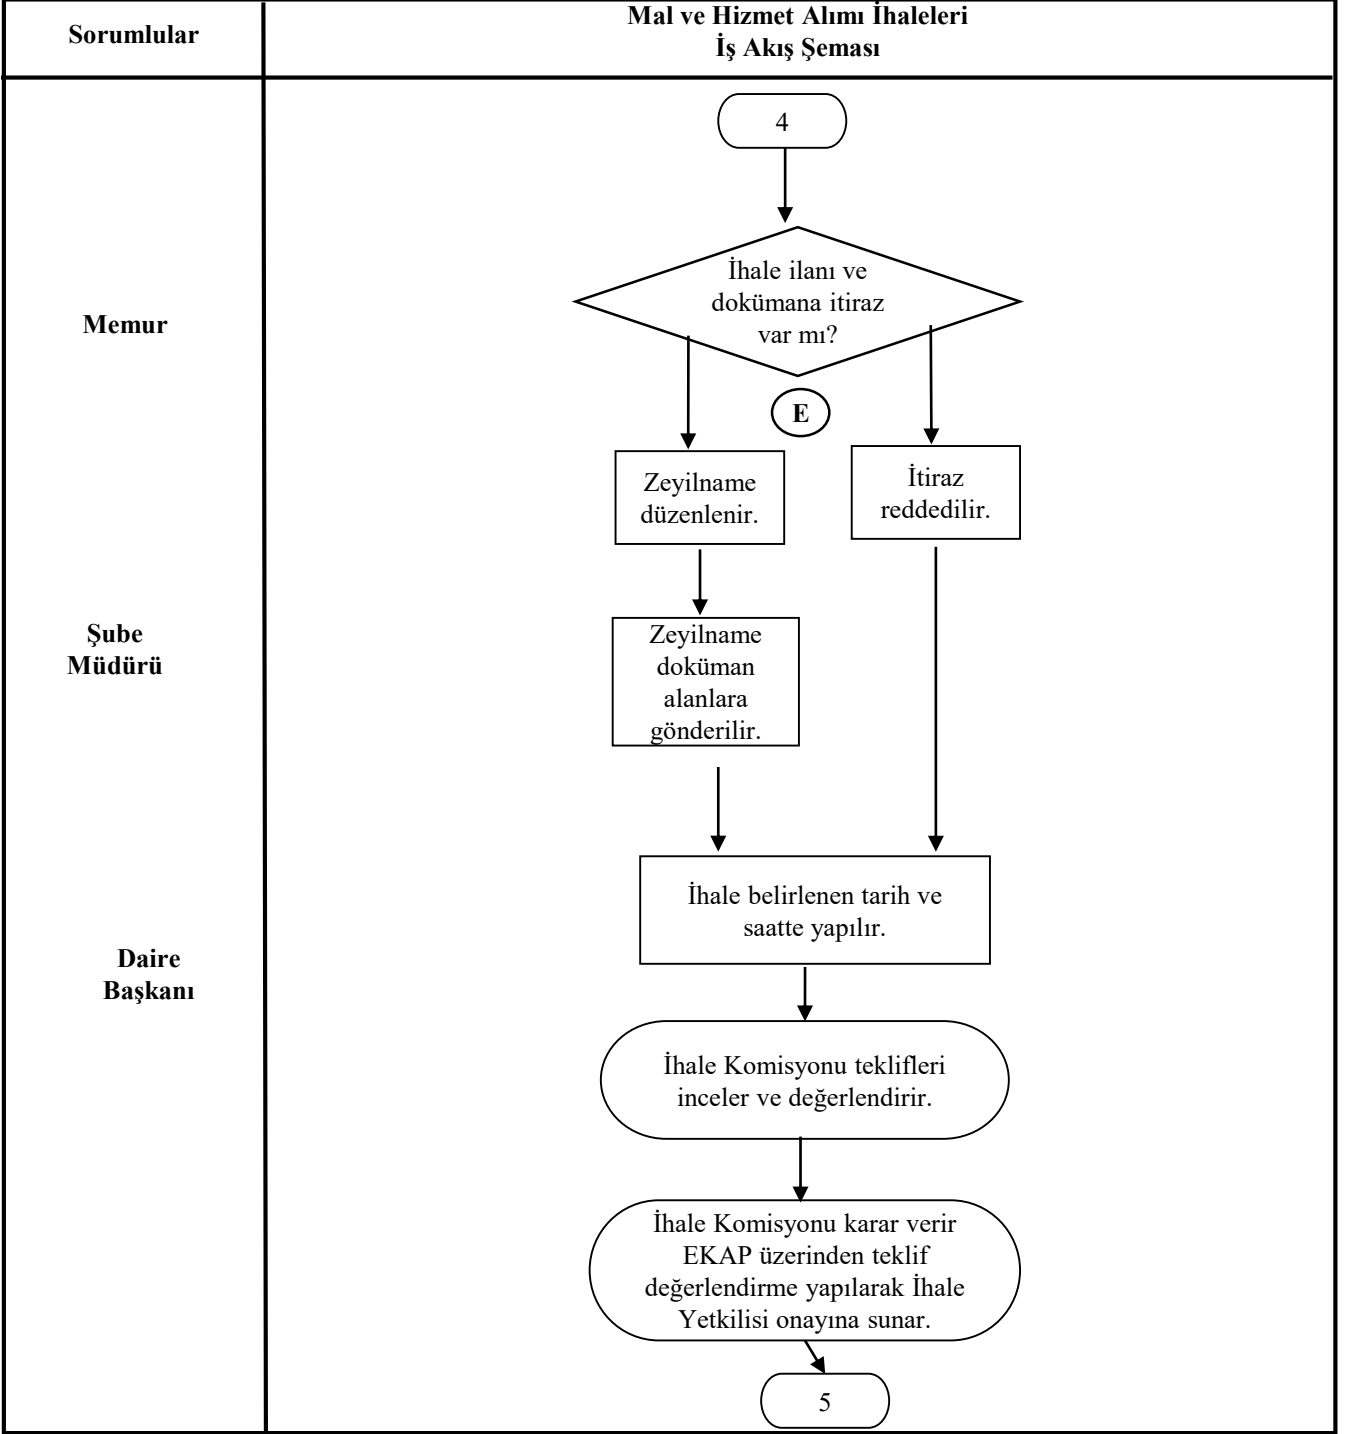 Sorumlular
Mal ve Hizmet Alımı İhaleleri
İş Akış Şeması
4
İhale ilanı ve
dokümana itiraz
var mı?
Memur
E
Zeyilname
düzenlenir.
İtiraz
reddedilir.
Şube
Müdürü
Zeyilname
doküman
alanlara
gönderilir.
İhale belirlenen tarih ve
saatte yapılır.
Daire
Başkanı
İhale Komisyonu teklifleri
inceler ve değerlendirir.
İhale Komisyonu karar verir
EKAP üzerinden teklif
değerlendirme yapılarak İhale
Yetkilisi onayına sunar.
5